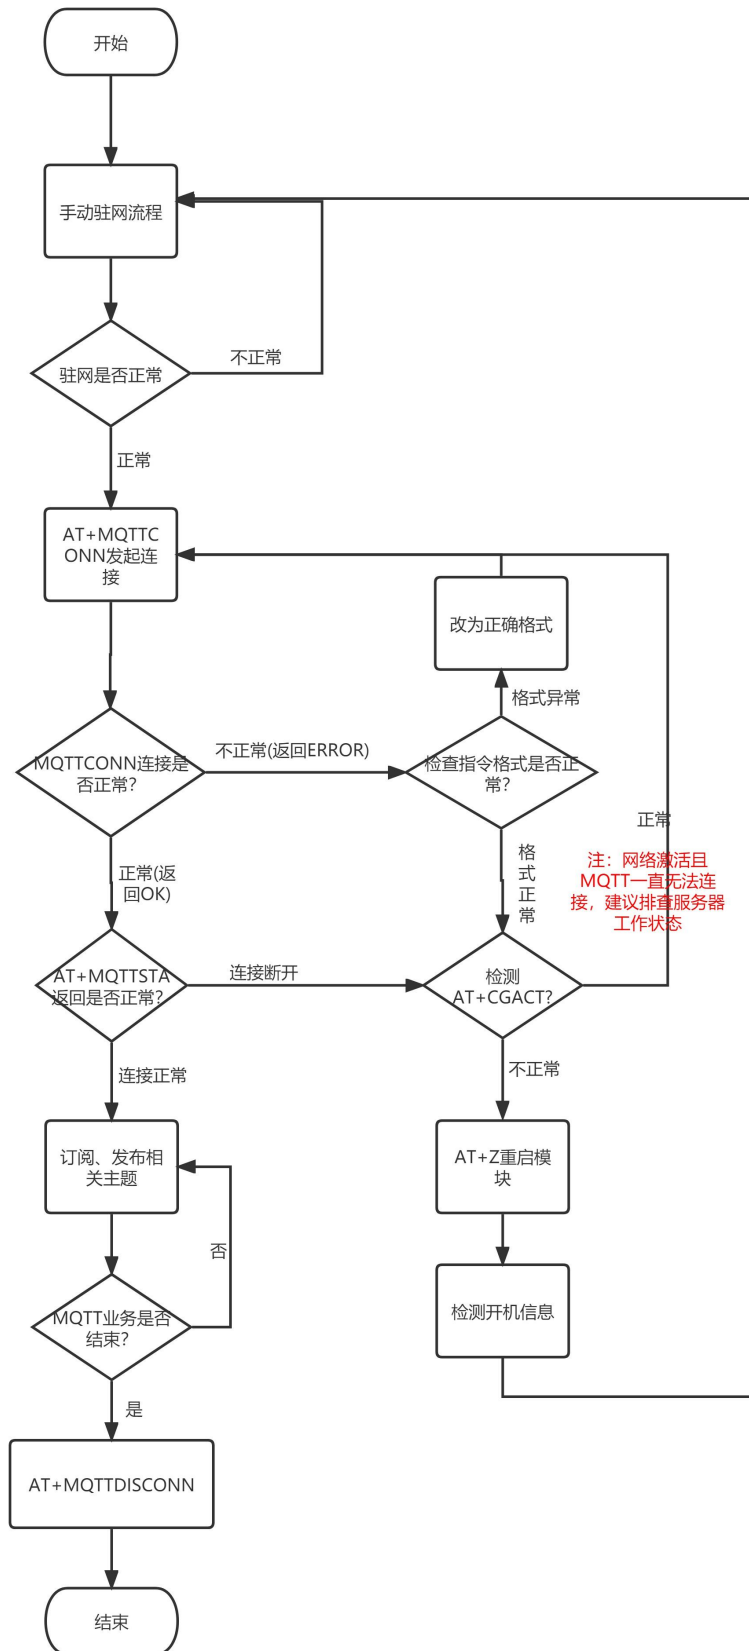 开始
手动驻网流程
不正常
驻网是否正常
正常
AT+MQTTC
ONN发起连
接
改为正确格式
格式异常
MQTTCONN连接是
否正常?
不正常(返回ERROR)
检查指令格式是否正
常?
正常
注：网络激活且
MQTT一直无法连
接，建议排查服务器
工作状态
正常(返
回OK)
格
式
正
常
AT+MQTTSTA
返回是否正常?
连接断开
检测
AT+CGACT?
连接正常
不正常
订阅、发布相
关主题
AT+Z重启模
块
否
MQTT业务是否
结束?
检测开机信息
是
AT+MQTTDISCONN
结束